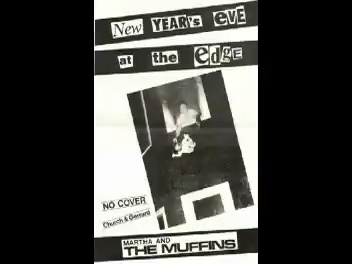 New YEAR's EVE
at the edgE
NO COVER
Church & Gerrard
MARTHA AND
THE MUFFINS